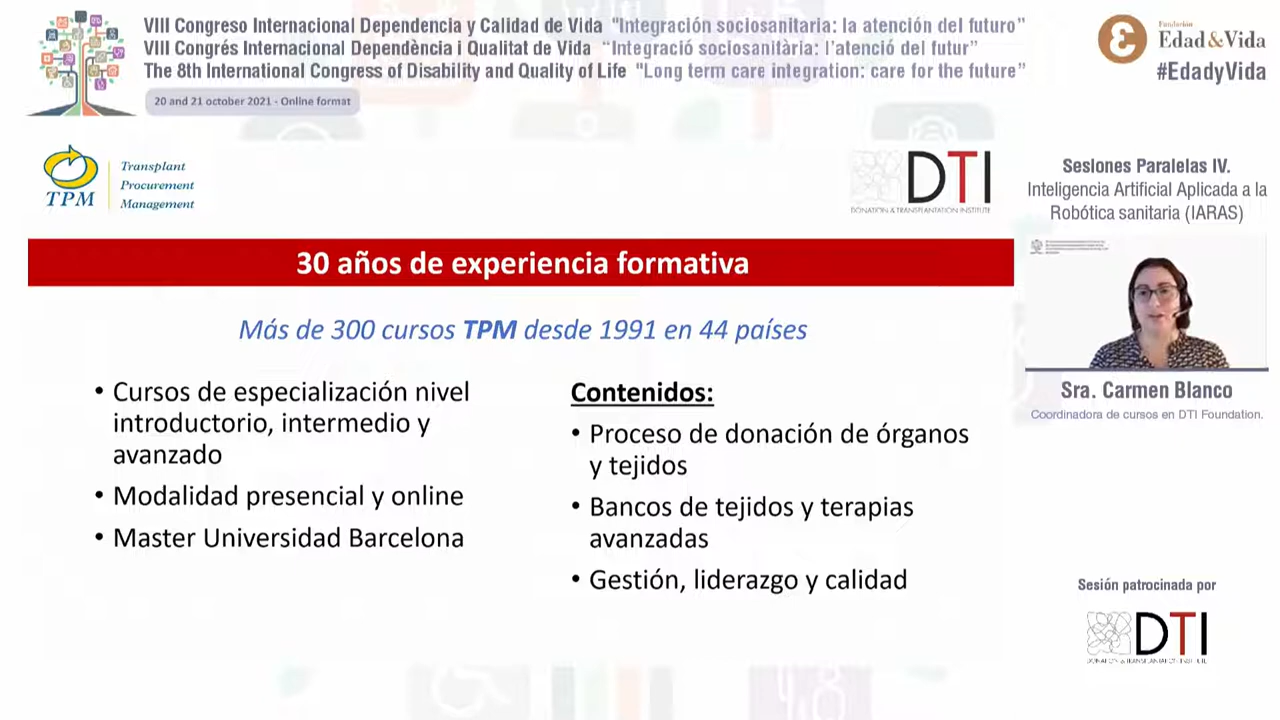 VIII Congreso Internacional Dependencia y Calidad de Vida "Integración sociosanitaria: la atención del futuro"
VIII Congrés Internacional Dependència i Qualitat de Vida "Integració sociosanitària: l'atenció del futur"
The 8th International Congress of Disability and Quality of Life "Long term care integration: care for the future"
20 and 21 october 2021 - Online format
Fundación
Edad&Vida
#EdadyVida
TPM
Transplant
Procurement
Management
DTI
DONATION & TRANSPLANTATION INSTITUTE
30 años de experiencia formativa
Más de 300 cursos TPM desde 1991 en 44 países
• Cursos de especialización nivel
introductorio, intermedio y
avanzado
• Modalidad presencial y online
• Master Universidad Barcelona
Contenidos:
• Proceso de donación de órganos
y tejidos
• Bancos de tejidos y terapias
avanzadas
• Gestión, liderazgo y calidad
Sesiones Paralelas IV.
Inteligencia Artificial Aplicada a la
Robótica sanitaria (IARAS)
Sra. Carmen Blanco
Coordinadora de cursos en DTI Foundation.
Sesión patrocinada por
DTI
DONATION & TRANSPLANTATION INSTITUTE